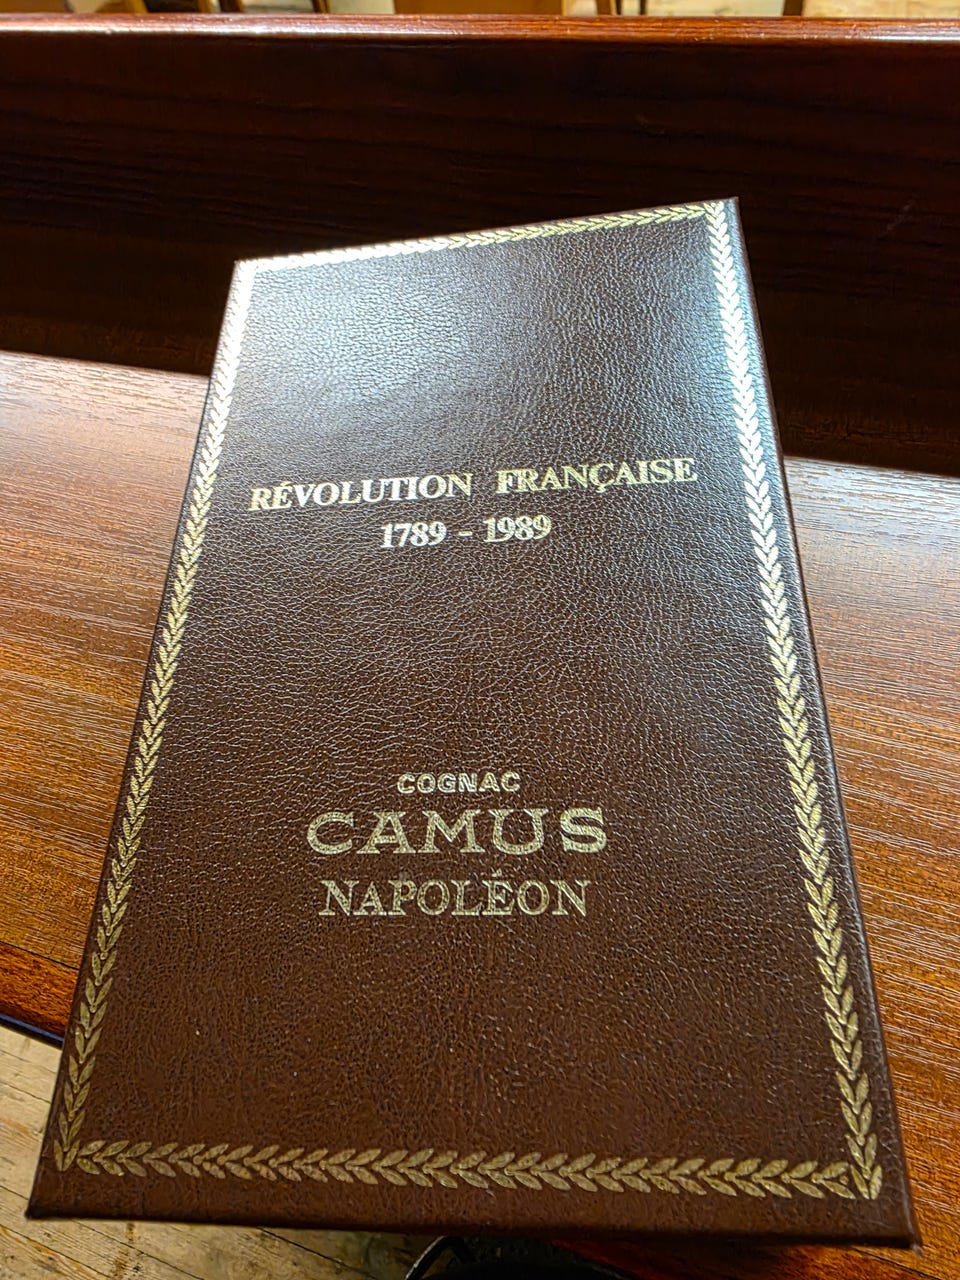 RÉVOLUTION FRANÇAISE
1789 - 1989
COGNAC
CAMUS
NAPOLÉON